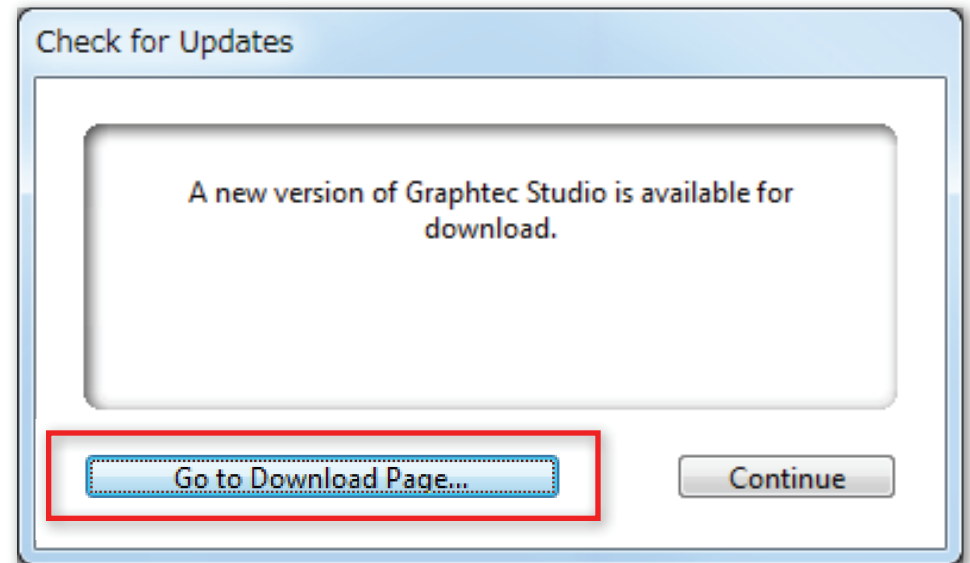 Check for Updates
A new version of Graphtec Studio is available for
download.
Go to Download Page...
Continue